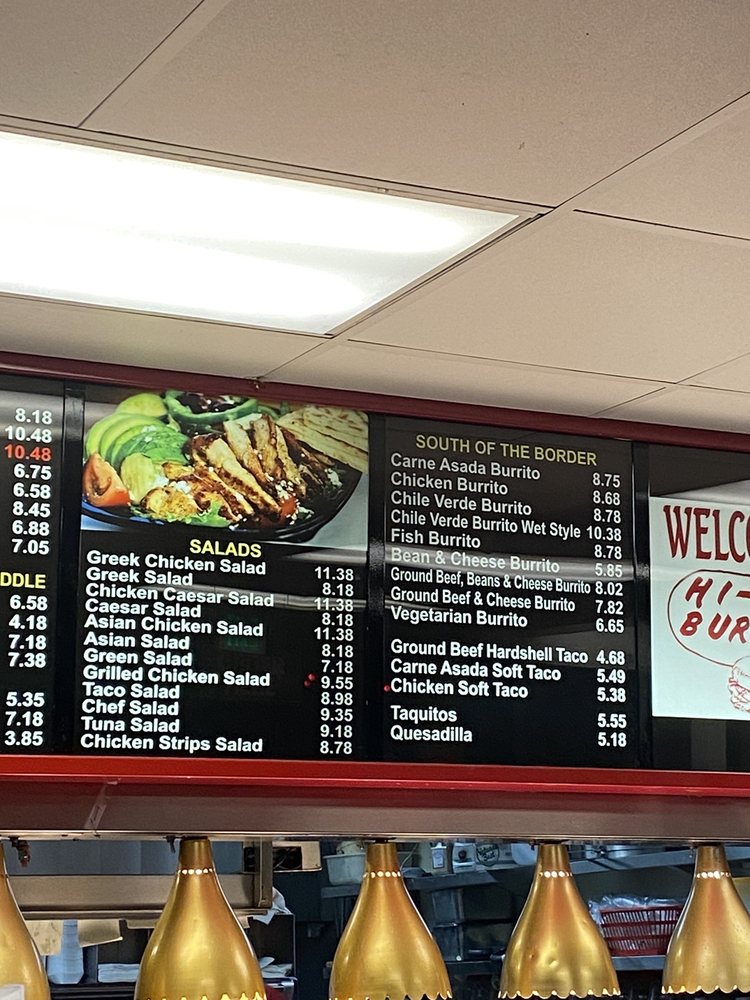 8.18
10.48
10.48
6.75
6.58
8.45
6.88
7.05
DDLE
6.58
4.18
7.18
7.38
5.35
7.18
3.85
SALADS
Greek Chicken Salad 11.38
Greek Salad 8.18
Chicken Caesar Salad 11.38
Caesar Salad 8.18
Asian Chicken Salad 11.38
Asian Salad 8.18
Green Salad 7.18
Grilled Chicken Salad 9.55
Taco Salad 8.98
Chef Salad 9.35
Tuna Salad 9.18
Chicken Strips Salad 8.78
SOUTH OF THE BORDER
Carne Asada Burrito 8.75
Chicken Burrito 8.68
Chile Verde Burrito 8.78
Chile Verde Burrito Wet Style 10.38
Fish Burrito 8.78
Bean & Cheese Burrito 5.85
Ground Beef, Beans & Cheese Burrito 8.02
Ground Beef & Cheese Burrito 7.82
Vegetarian Burrito 6.65
Ground Beef Hardshell Taco 4.68
Carne Asada Soft Taco 5.49
Chicken Soft Taco 5.38
Taquitos 5.55
Quesadilla 5.18
WELC
HI-
BUR